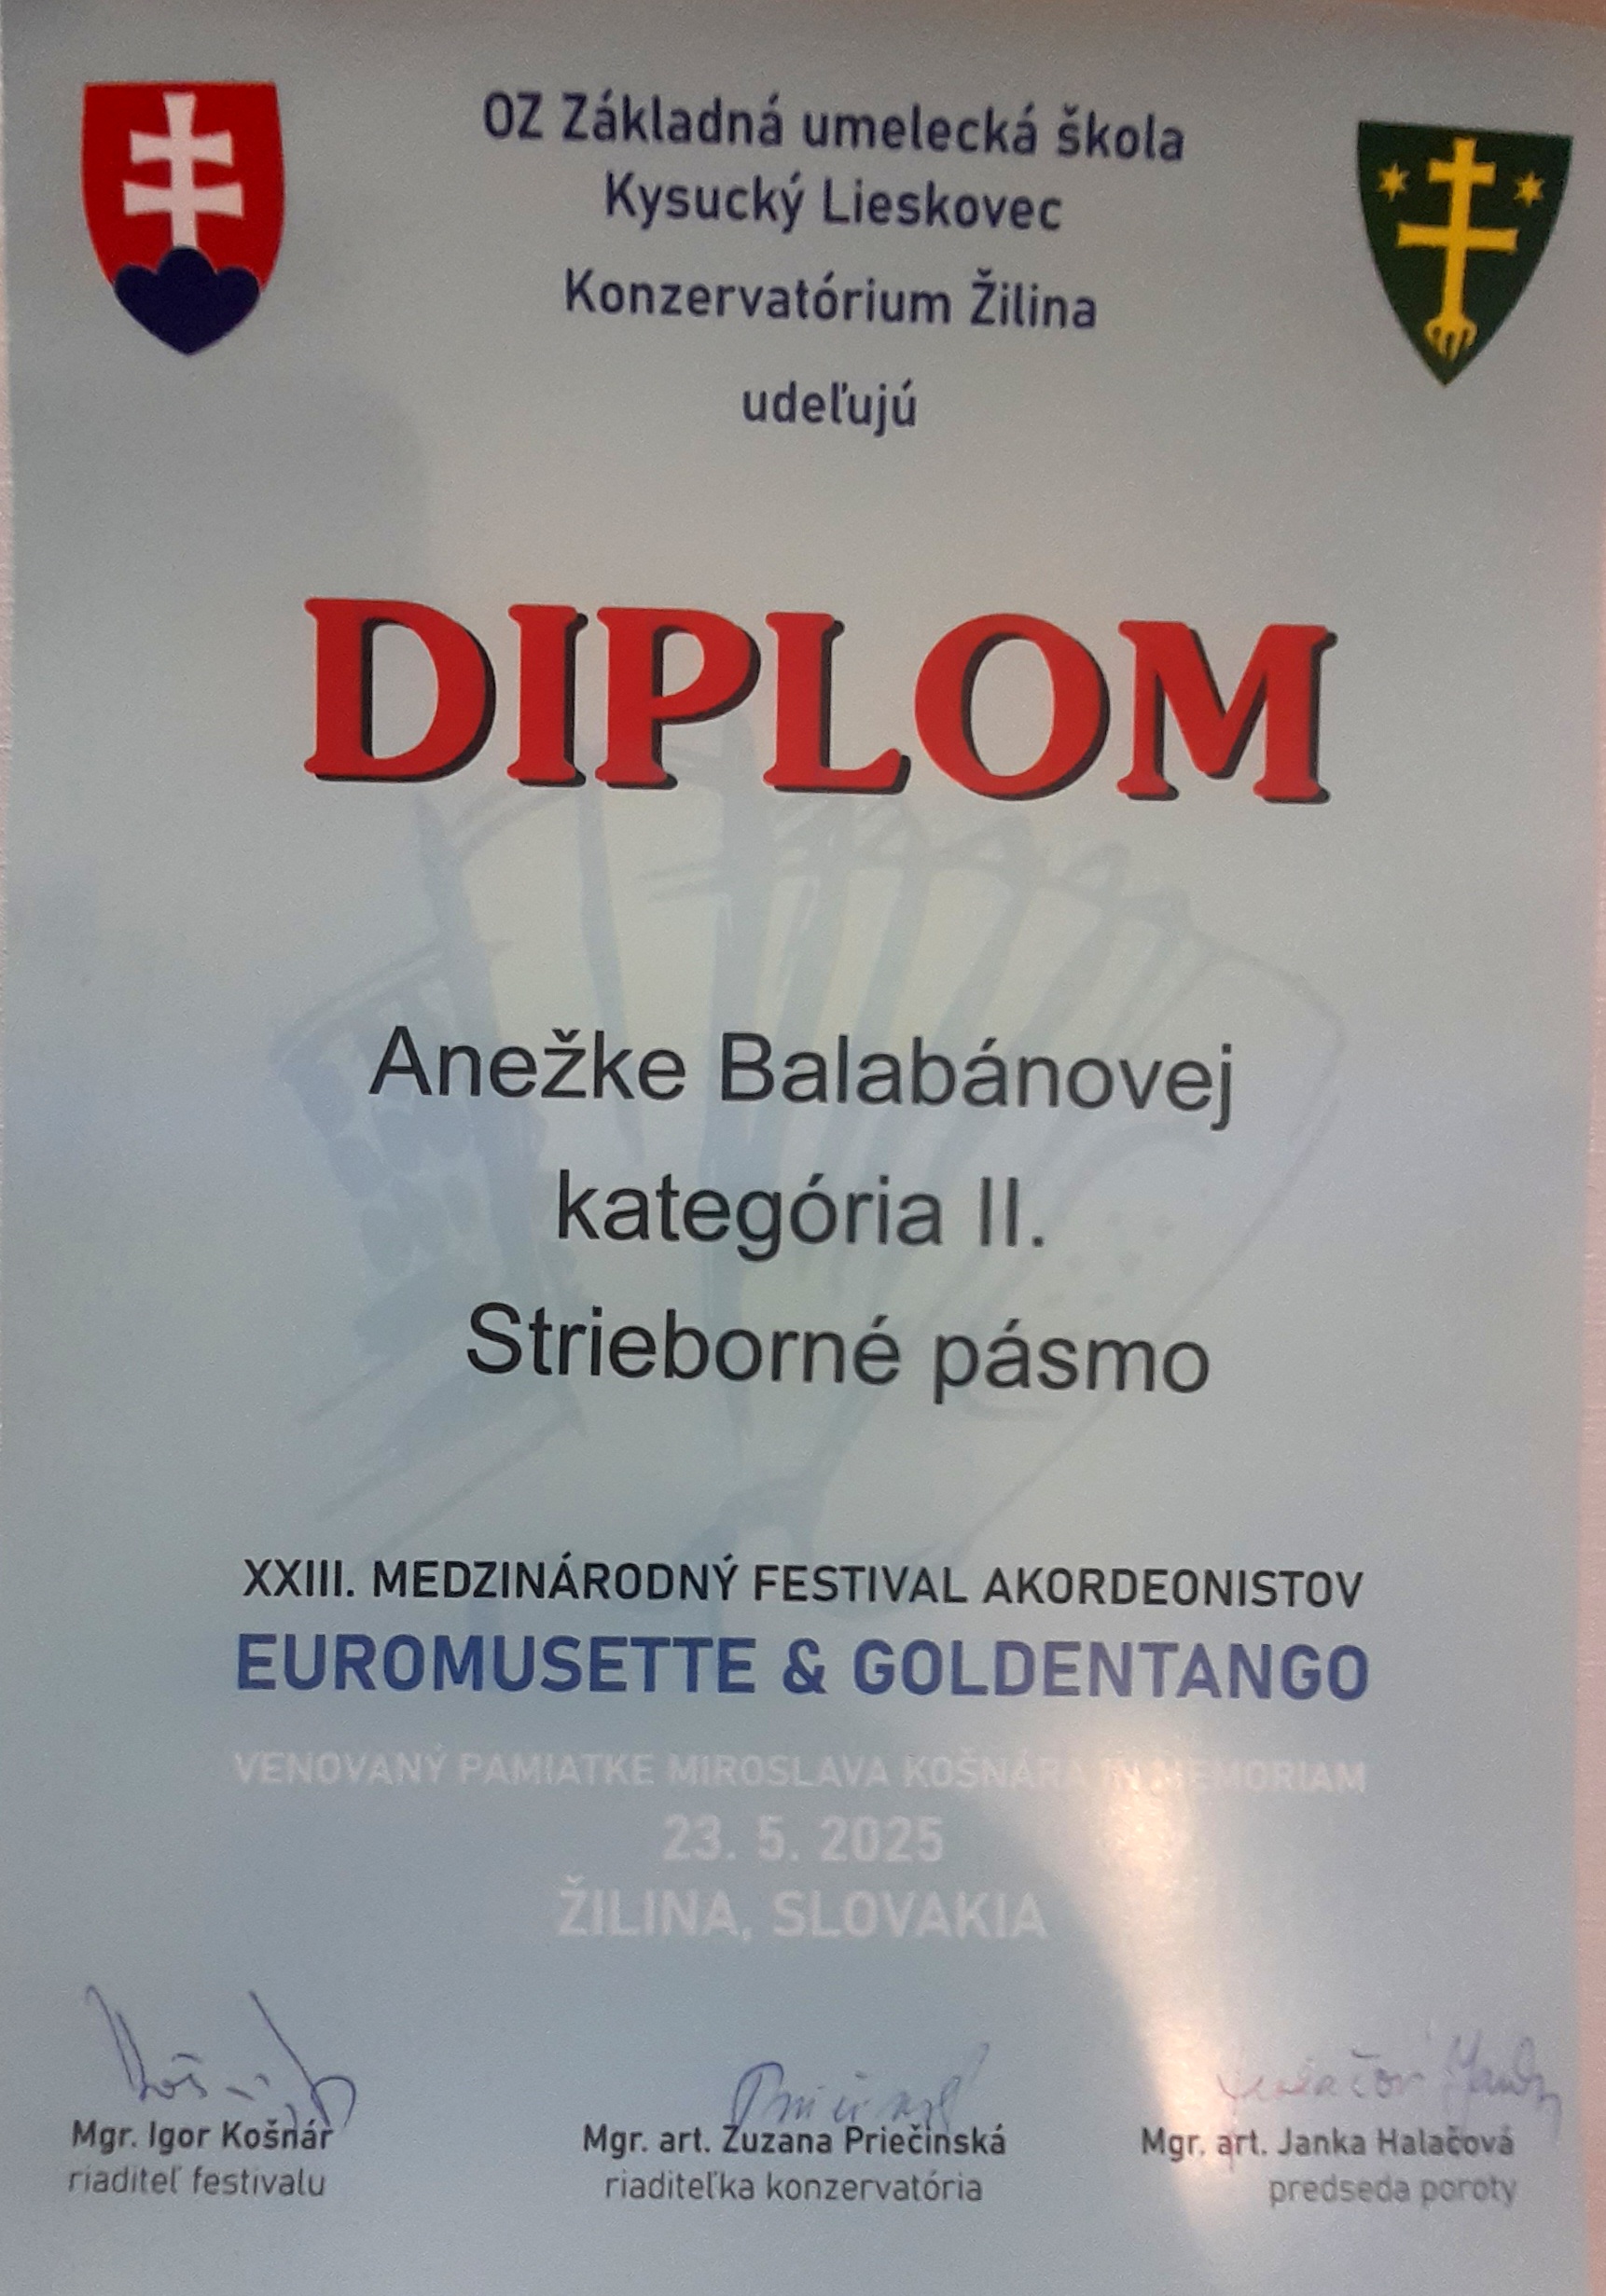 OZ Základná umelecká škola
Kysucký Lieskovec
Konzervatórium Žilina
udeľujú
DIPLOM
Anežke Balabánovej
kategória II.
Strieborné pásmo
XXIII. MEDZINÁRODNÝ FESTIVAL AKORDEONISTOV
EUROMUSETTE & GOLDENTANGO
VENOVANÝ PAMIATKE MIROSLAVA KOŠNÁRA IN MEMORIAM
23. 5. 2025
ŽILINA, SLOVAKIA
Mgr. Igor Košnár
riaditeľ festivalu
Mgr. art. Zuzana Priečinská
riaditeľka konzervatória
Mgr. art. Janka Halačová
predseda poroty